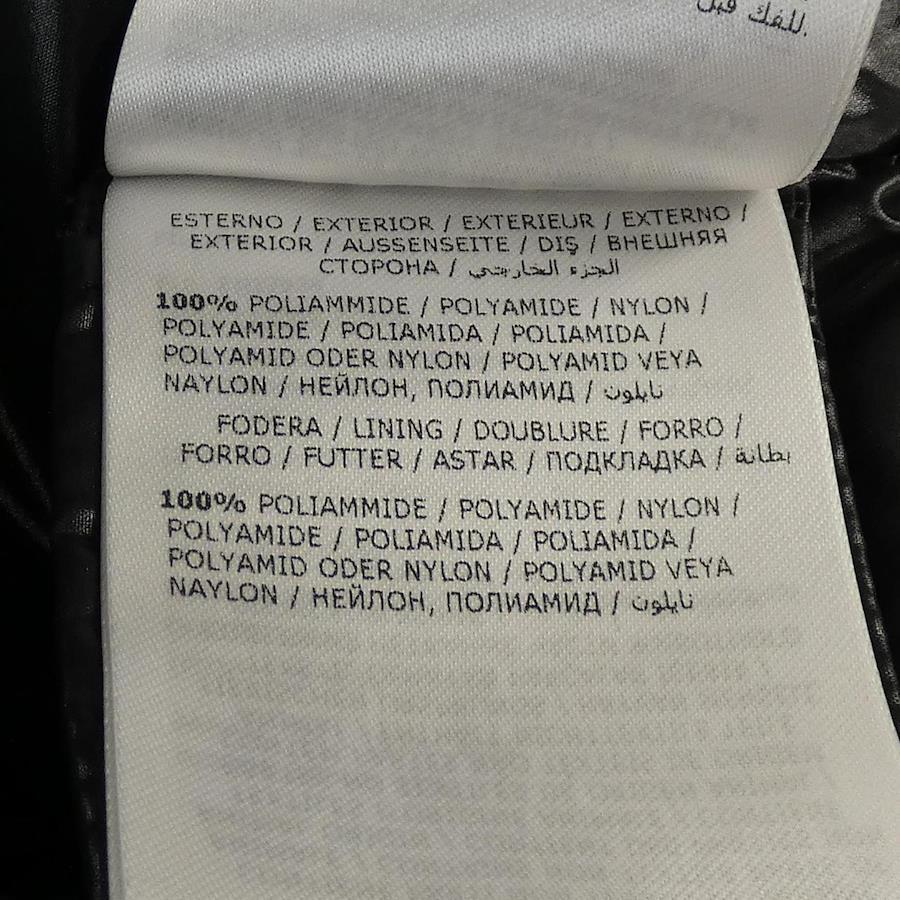 للفك قبل.
ESTERNO / EXTERIOR / EXTERIEUR / EXTERNO /
EXTERIOR / AUSSENSEITE / DIŞ / ВНЕШНЯЯ
СТОРОНА / الجزء الخارجي
100% POLIAMMIDE / POLYAMIDE / NYLON /
POLYAMIDE / POLIAMIDA / POLIAMIDA /
POLYAMID ODER NYLON / POLYAMID VEYA
NAYLON / НЕЙЛОН, ПОЛИАМИД / نايلون
FODERA / LINING / DOUBLURE / FORRO /
FORRO / FUTTER / ASTAR / ПОДКЛАДКА / بطانة
100% POLIAMMIDE / POLYAMIDE / NYLON /
POLYAMIDE / POLIAMIDA / POLIAMIDA /
POLYAMID ODER NYLON / POLYAMID VEYA
NAYLON / НЕЙЛОН, ПОЛИАМИД / نايلون